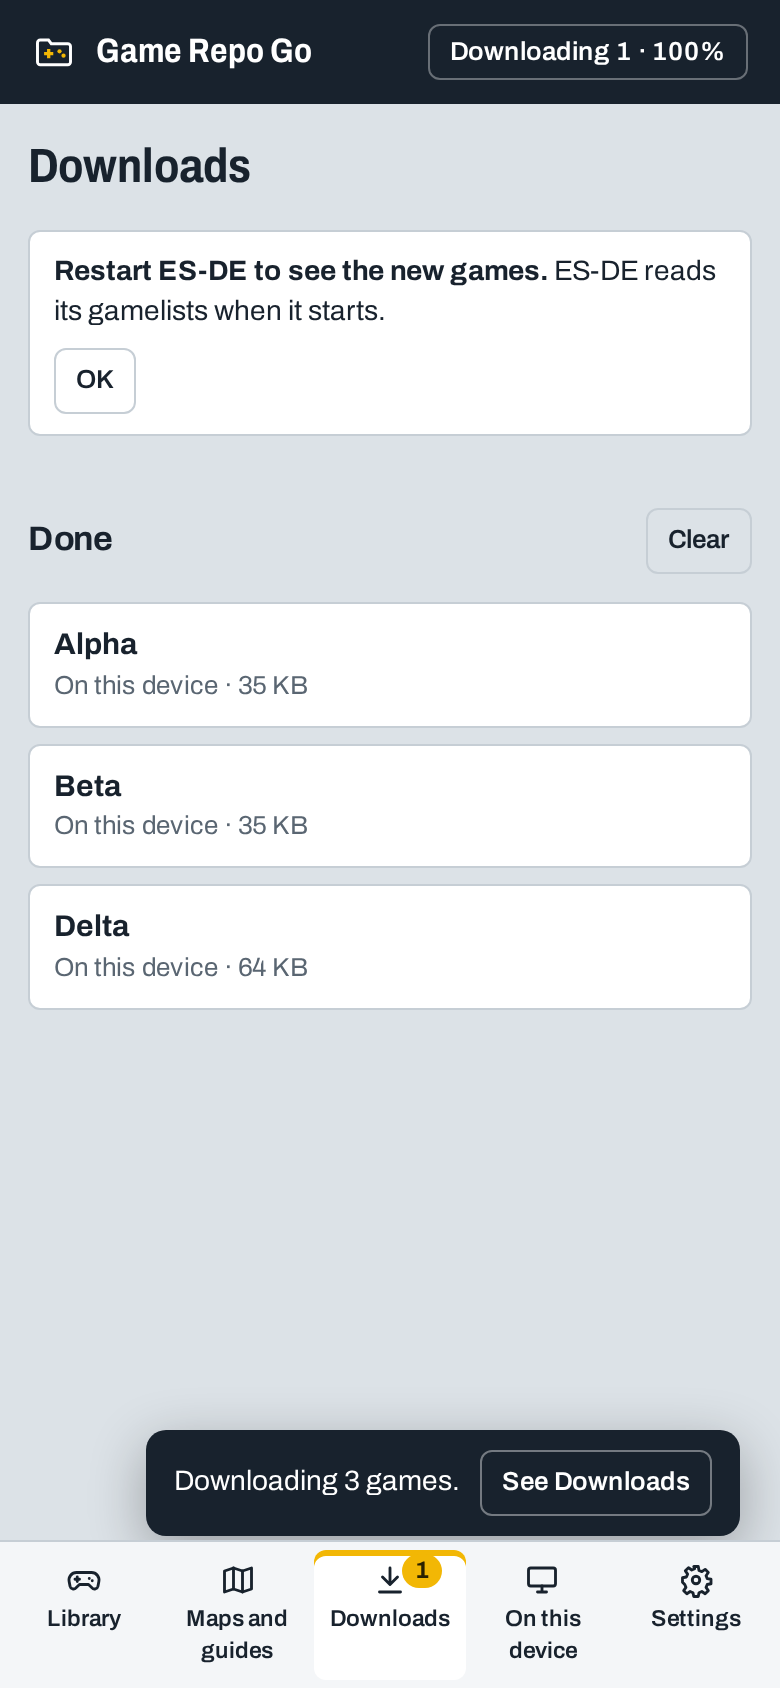 Game Repo Go
Downloading 1 · 100%
Downloads
Restart ES-DE to see the new games. ES-DE reads
its gamelists when it starts.
OK
Done
Clear
Alpha
On this device · 35 KB
Beta
On this device · 35 KB
Delta
On this device · 64 KB
Downloading 3 games.
See Downloads
1
Library
Maps and
guides
Downloads
On this
device
Settings